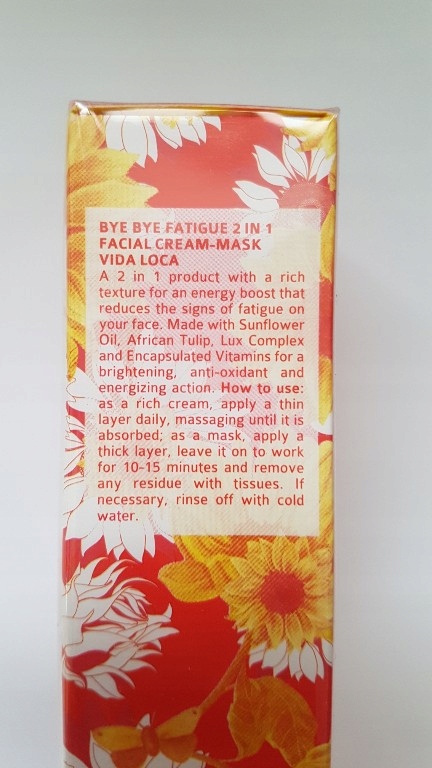 BYE BYE FATIGUE 2 IN 1
FACIAL CREAM-MASK
VIDA LOCA
A 2 in 1 product with a rich
texture for an energy boost that
reduces the signs of fatigue on
your face. Made with Sunflower
Oil, African Tulip, Lux Complex
and Encapsulated Vitamins for a
brightening, anti-oxidant and
energizing action. How to use:
as a rich cream, apply a thin
layer daily, massaging until it is
absorbed; as a mask, apply a
thick layer, leave it on to work
for 10-15 minutes and remove
any residue with tissues. If
necessary, rinse off with cold
water.